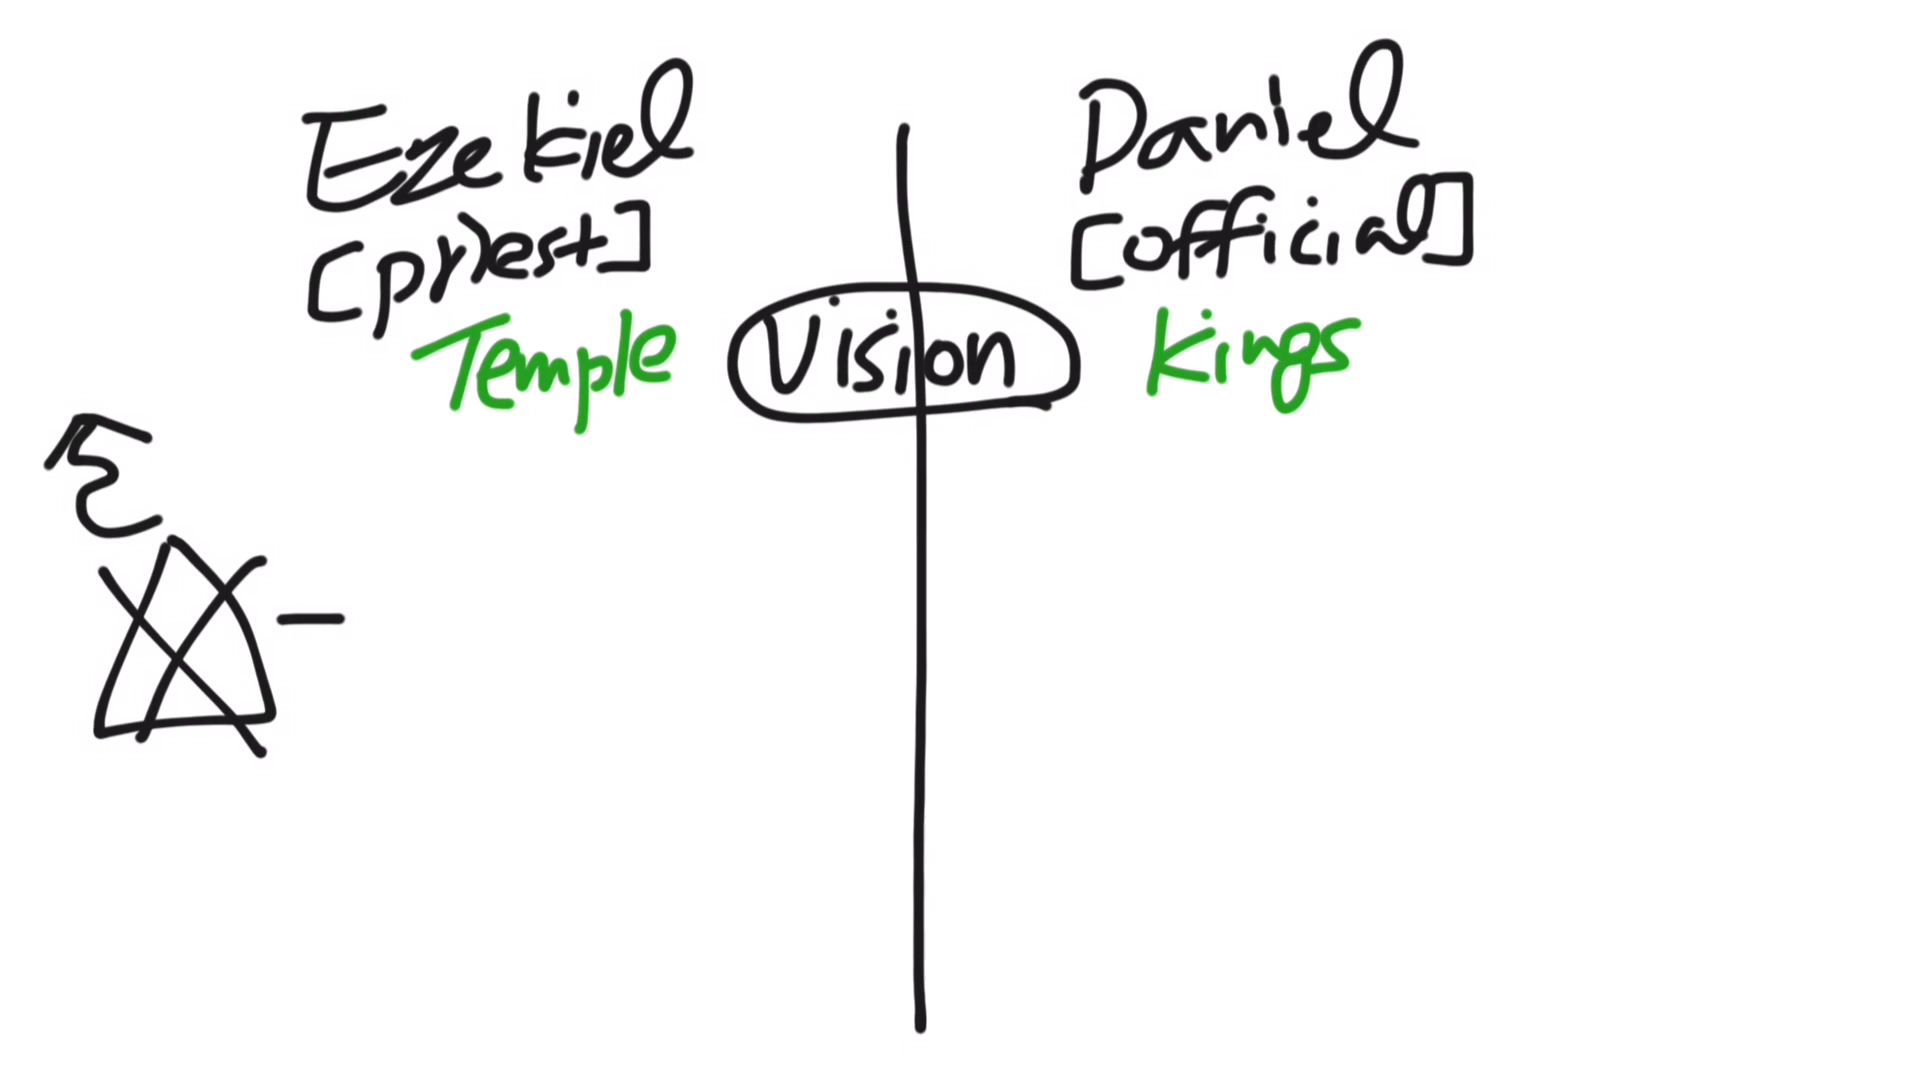 Ezekiel
[priest]
Temple
Vision
Daniel
[official]
Kings